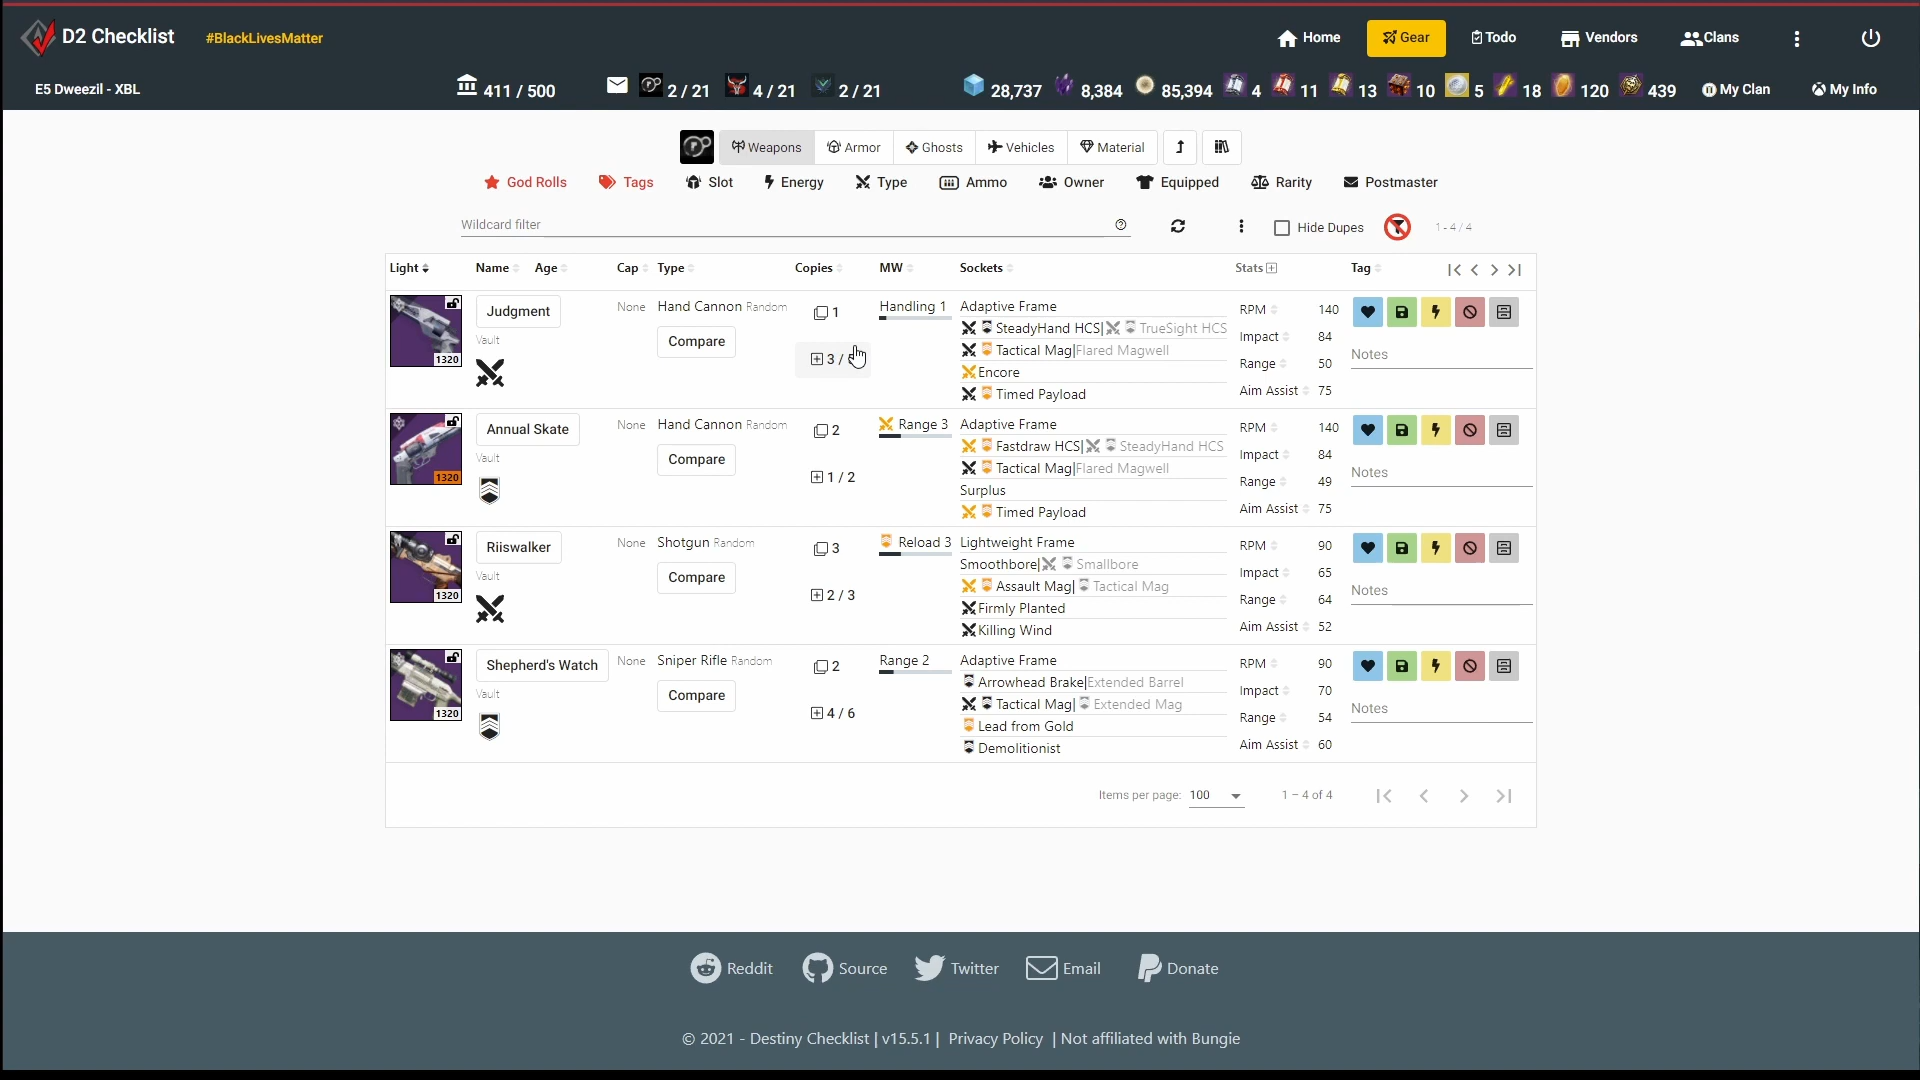 D2 Checklist
#BlackLivesMatter
Home
Gear
Todo
Vendors
Clans
E5 Dweezil - XBL
411 / 500
2 / 21
4 / 21
2 / 21
28,737
8,384
85,394
4
11
13
10
5
18
120
439
My Clan
My Info
Weapons
Armor
Ghosts
Vehicles
Material
God Rolls
Tags
Slot
Energy
Type
Ammo
Owner
Equipped
Rarity
Postmaster
Wildcard filter
Hide Dupes
1 - 4 / 4
Light
Name
Age
Cap
Type
Copies
MW
Sockets
Stats
Tag
1320
Judgment
Vault
None
Hand Cannon Random
Compare
1
3 /
Handling 1
Adaptive Frame
SteadyHand HCS| TrueSight HCS
Tactical Mag|Flared Magwell
Encore
Timed Payload
RPM 140
Impact 84
Range 50
Aim Assist 75
Notes
1320
Annual Skate
Vault
None
Hand Cannon Random
Compare
2
1 / 2
Range 3
Adaptive Frame
Fastdraw HCS| SteadyHand HCS
Tactical Mag|Flared Magwell
Surplus
Timed Payload
RPM 140
Impact 84
Range 49
Aim Assist 75
Notes
1320
Riiswalker
Vault
None
Shotgun Random
Compare
3
2 / 3
Reload 3
Lightweight Frame
Smoothbore| Smallbore
Assault Mag| Tactical Mag
Firmly Planted
Killing Wind
RPM 90
Impact 65
Range 64
Aim Assist 52
Notes
1320
Shepherd's Watch
Vault
None
Sniper Rifle Random
Compare
2
4 / 6
Range 2
Adaptive Frame
Arrowhead Brake|Extended Barrel
Tactical Mag| Extended Mag
Lead from Gold
Demolitionist
RPM 90
Impact 70
Range 54
Aim Assist 60
Notes
Items per page: 100
1 – 4 of 4
Reddit
Source
Twitter
Email
Donate
© 2021 - Destiny Checklist | v15.5.1 | Privacy Policy | Not affiliated with Bungie